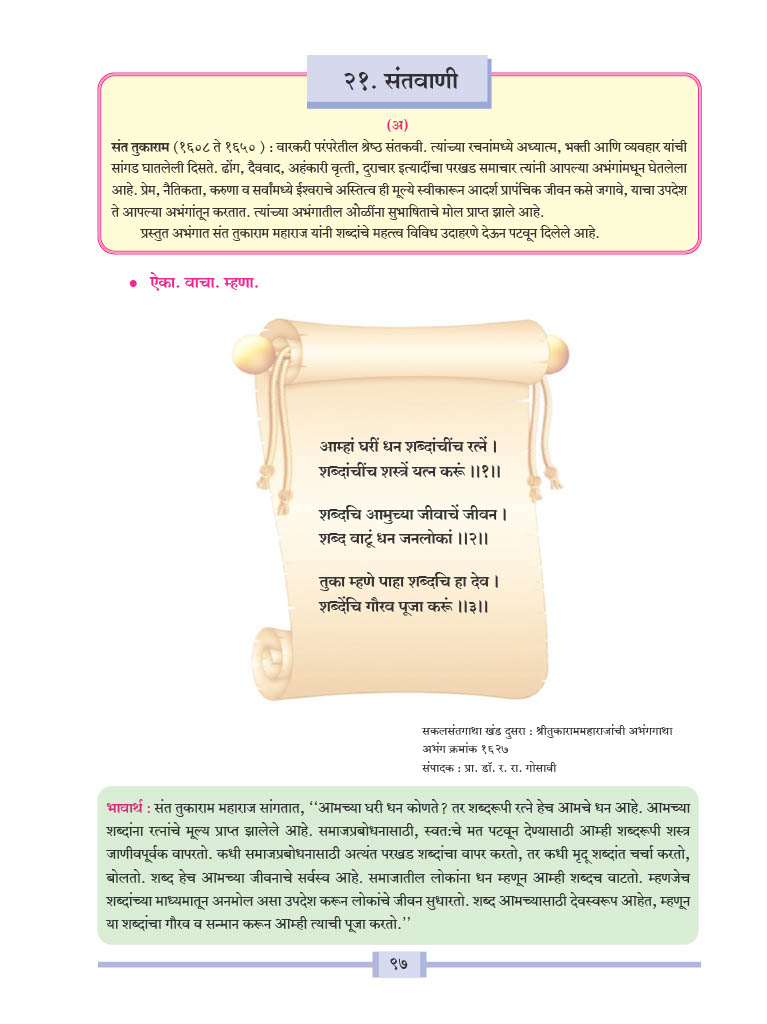 २१. संतवाणी
(अ)
संत तुकाराम (१६०८ ते १६५० ) : वारकरी परंपरेतील श्रेष्ठ संतकवी. त्यांच्या रचनांमध्ये अध्यात्म, भक्ती आणि व्यवहार यांची
सांगड घातलेली दिसते. ढोंग, दैववाद, अहंकारी वृत्ती, दुराचार इत्यादींचा परखड समाचार त्यांनी आपल्या अभंगांमधून घेतलेला
आहे. प्रेम, नैतिकता, करुणा व सर्वांमध्ये ईश्वराचे अस्तित्व ही मूल्ये स्वीकारून आदर्श प्रापंचिक जीवन कसे जगावे, याचा उपदेश
ते आपल्या अभंगांतून करतात. त्यांच्या अभंगातील ओळींना सुभाषिताचे मोल प्राप्त झाले आहे.
प्रस्तुत अभंगात संत तुकाराम महाराज यांनी शब्दांचे महत्त्व विविध उदाहरणे देऊन पटवून दिलेले आहे.
• ऐका. वाचा. म्हणा.
आम्हां घरीं धन शब्दांचींच रत्नें ।
शब्दांचींच शस्त्रें यत्न करूं ।।१।।
शब्दचि आमुच्या जीवाचें जीवन ।
शब्द वाटूं धन जनलोकां ।।२।।
तुका म्हणे पाहा शब्दचि हा देव ।
शब्देंचि गौरव पूजा करूं ।।३।।
सकलसंतगाथा खंड दुसरा : श्रीतुकाराममहाराजांची अभंगगाथा
अभंग क्रमांक १६२७
संपादक : प्रा. डॉ. र. रा. गोसावी
भावार्थ : संत तुकाराम महाराज सांगतात, ‘‘आमच्या घरी धन कोणते? तर शब्दरूपी रत्ने हेच आमचे धन आहे. आमच्या
शब्दांना रत्नांचे मूल्य प्राप्त झालेले आहे. समाजप्रबोधनासाठी, स्वतःचे मत पटवून देण्यासाठी आम्ही शब्दरूपी शस्त्र
जाणीवपूर्वक वापरतो. कधी समाजप्रबोधनासाठी अत्यंत परखड शब्दांचा वापर करतो, तर कधी मृदू शब्दांत चर्चा करतो,
बोलतो. शब्द हेच आमच्या जीवनाचे सर्वस्व आहे. समाजातील लोकांना धन म्हणून आम्ही शब्दच वाटतो. म्हणजेच
शब्दांच्या माध्यमातून अनमोल असा उपदेश करून लोकांचे जीवन सुधारतो. शब्द आमच्यासाठी देवस्वरूप आहेत, म्हणून
या शब्दांचा गौरव व सन्मान करून आम्ही त्याची पूजा करतो.’’
९७